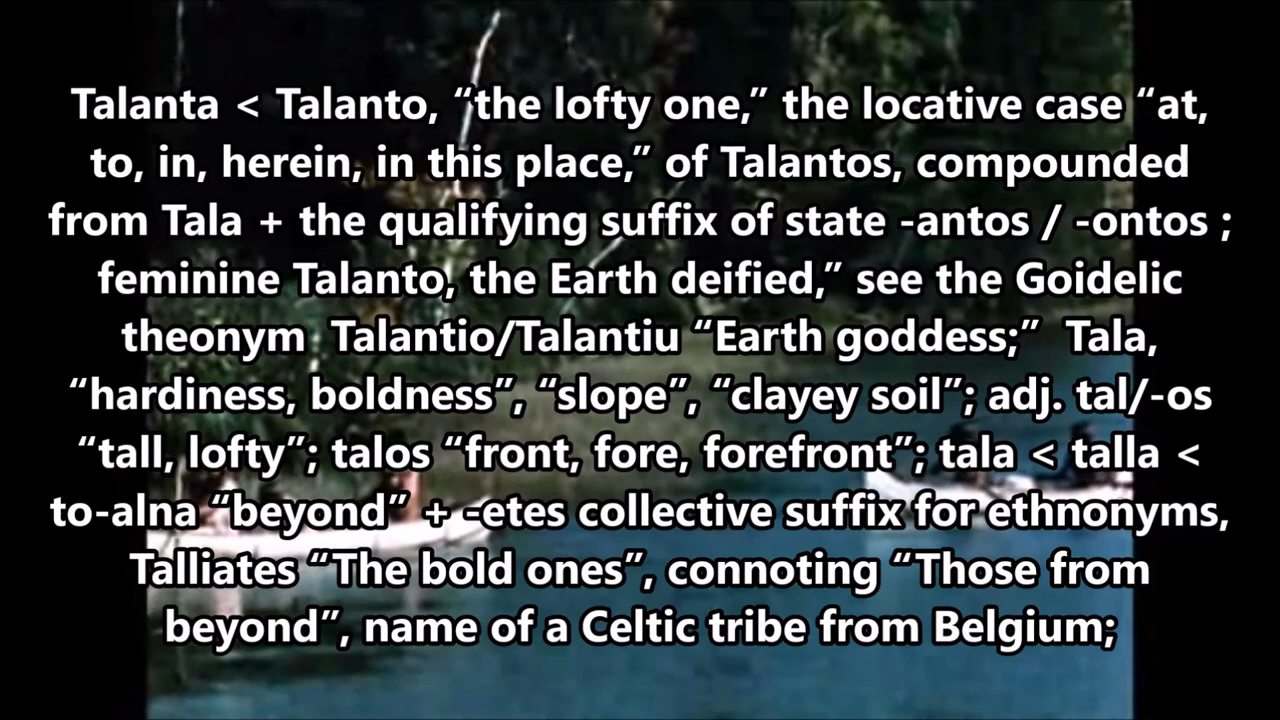 Talanta < Talanto, “the lofty one,” the locative case “at,
to, in, herein, in this place,” of Talantos, compounded
from Tala + the qualifying suffix of state -antos / -ontos ;
feminine Talanto, the Earth deified,” see the Goidelic
theonym Talantio/Talantiu “Earth goddess;” Tala,
“hardiness, boldness”, “slope”, “clayey soil”; adj. tal/-os
“tall, lofty”; talos “front, fore, forefront”; tala < talla <
to-alna “beyond” + -etes collective suffix for ethnonyms,
Talliates “The bold ones”, connoting “Those from
beyond”, name of a Celtic tribe from Belgium;